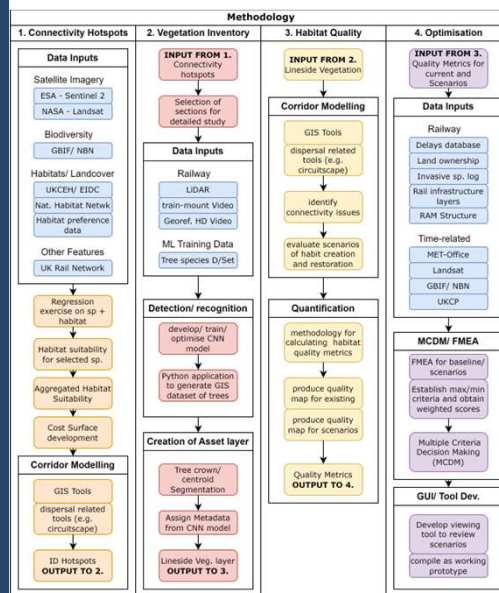 Methodology
1. Connectivity Hotspots
Data Inputs
Satellite Imagery
ESA - Sentinel 2
NASA - Landsat
Biodiversity
GBIF/ NBN
Habitats/ Landcover
UKCEH/ EIDC
Nat. Habitat Netwk
Habitat preference
data
Other Features
UK Rail Network
Regression
exercise on sp +
habitat
Habitat suitability
for selected sp.
Aggregated Habitat
Suitability
Cost Surface
development
Corridor Modelling
GIS Tools
dispersal related
tools (e.g.
circuitscape)
ID Hotspots
OUTPUT TO 2.
2. Vegetation Inventory
INPUT FROM 1.
Connectivity
hotspots
Selection of
sections for
detailed study
Data Inputs
Railway
LiDAR
train-mount Video
Georef. HD Video
ML Training Data
Tree species D/Set
Detection/ recognition
develop/ train/
optimise CNN
model
Python application
to generate GIS
dataset of trees
Creation of Asset layer
Tree crown/
centroid
Segmentation
Assign Metadata
from CNN model
Lineside Veg. layer
OUTPUT TO 3.
3. Habitat Quality
INPUT FROM 2.
Lineside Vegetation
Corridor Modelling
GIS Tools
dispersal related
tools (e.g.
circuitscape)
identify
connectivity issues
evaluate scenarios
of habit creation
and restoration
Quantification
methodology for
calculating habitat
quality metrics
produce quality
map for existing
produce quality
map for scenarios
Quality Metrics
OUTPUT TO 4.
4. Optimisation
INPUT FROM 3.
Quality Metrics for
current and
Scenarios
Data Inputs
Railway
Delays database
Land ownership
Invasive sp. log
Rail infrastructure
layers
RAM Structure
Time-related
MET-Office
Landsat
GBIF/ NBN
UKCP
MCDM/ FMEA
FMEA for baseline/
scenarios
Establish max/min
criteria and obtain
weighted scores
Multiple Criteria
Decision Making
(MCDM)
GUI/ Tool Dev.
Develop viewing
tool to review
scenarios
compile as working
prototype